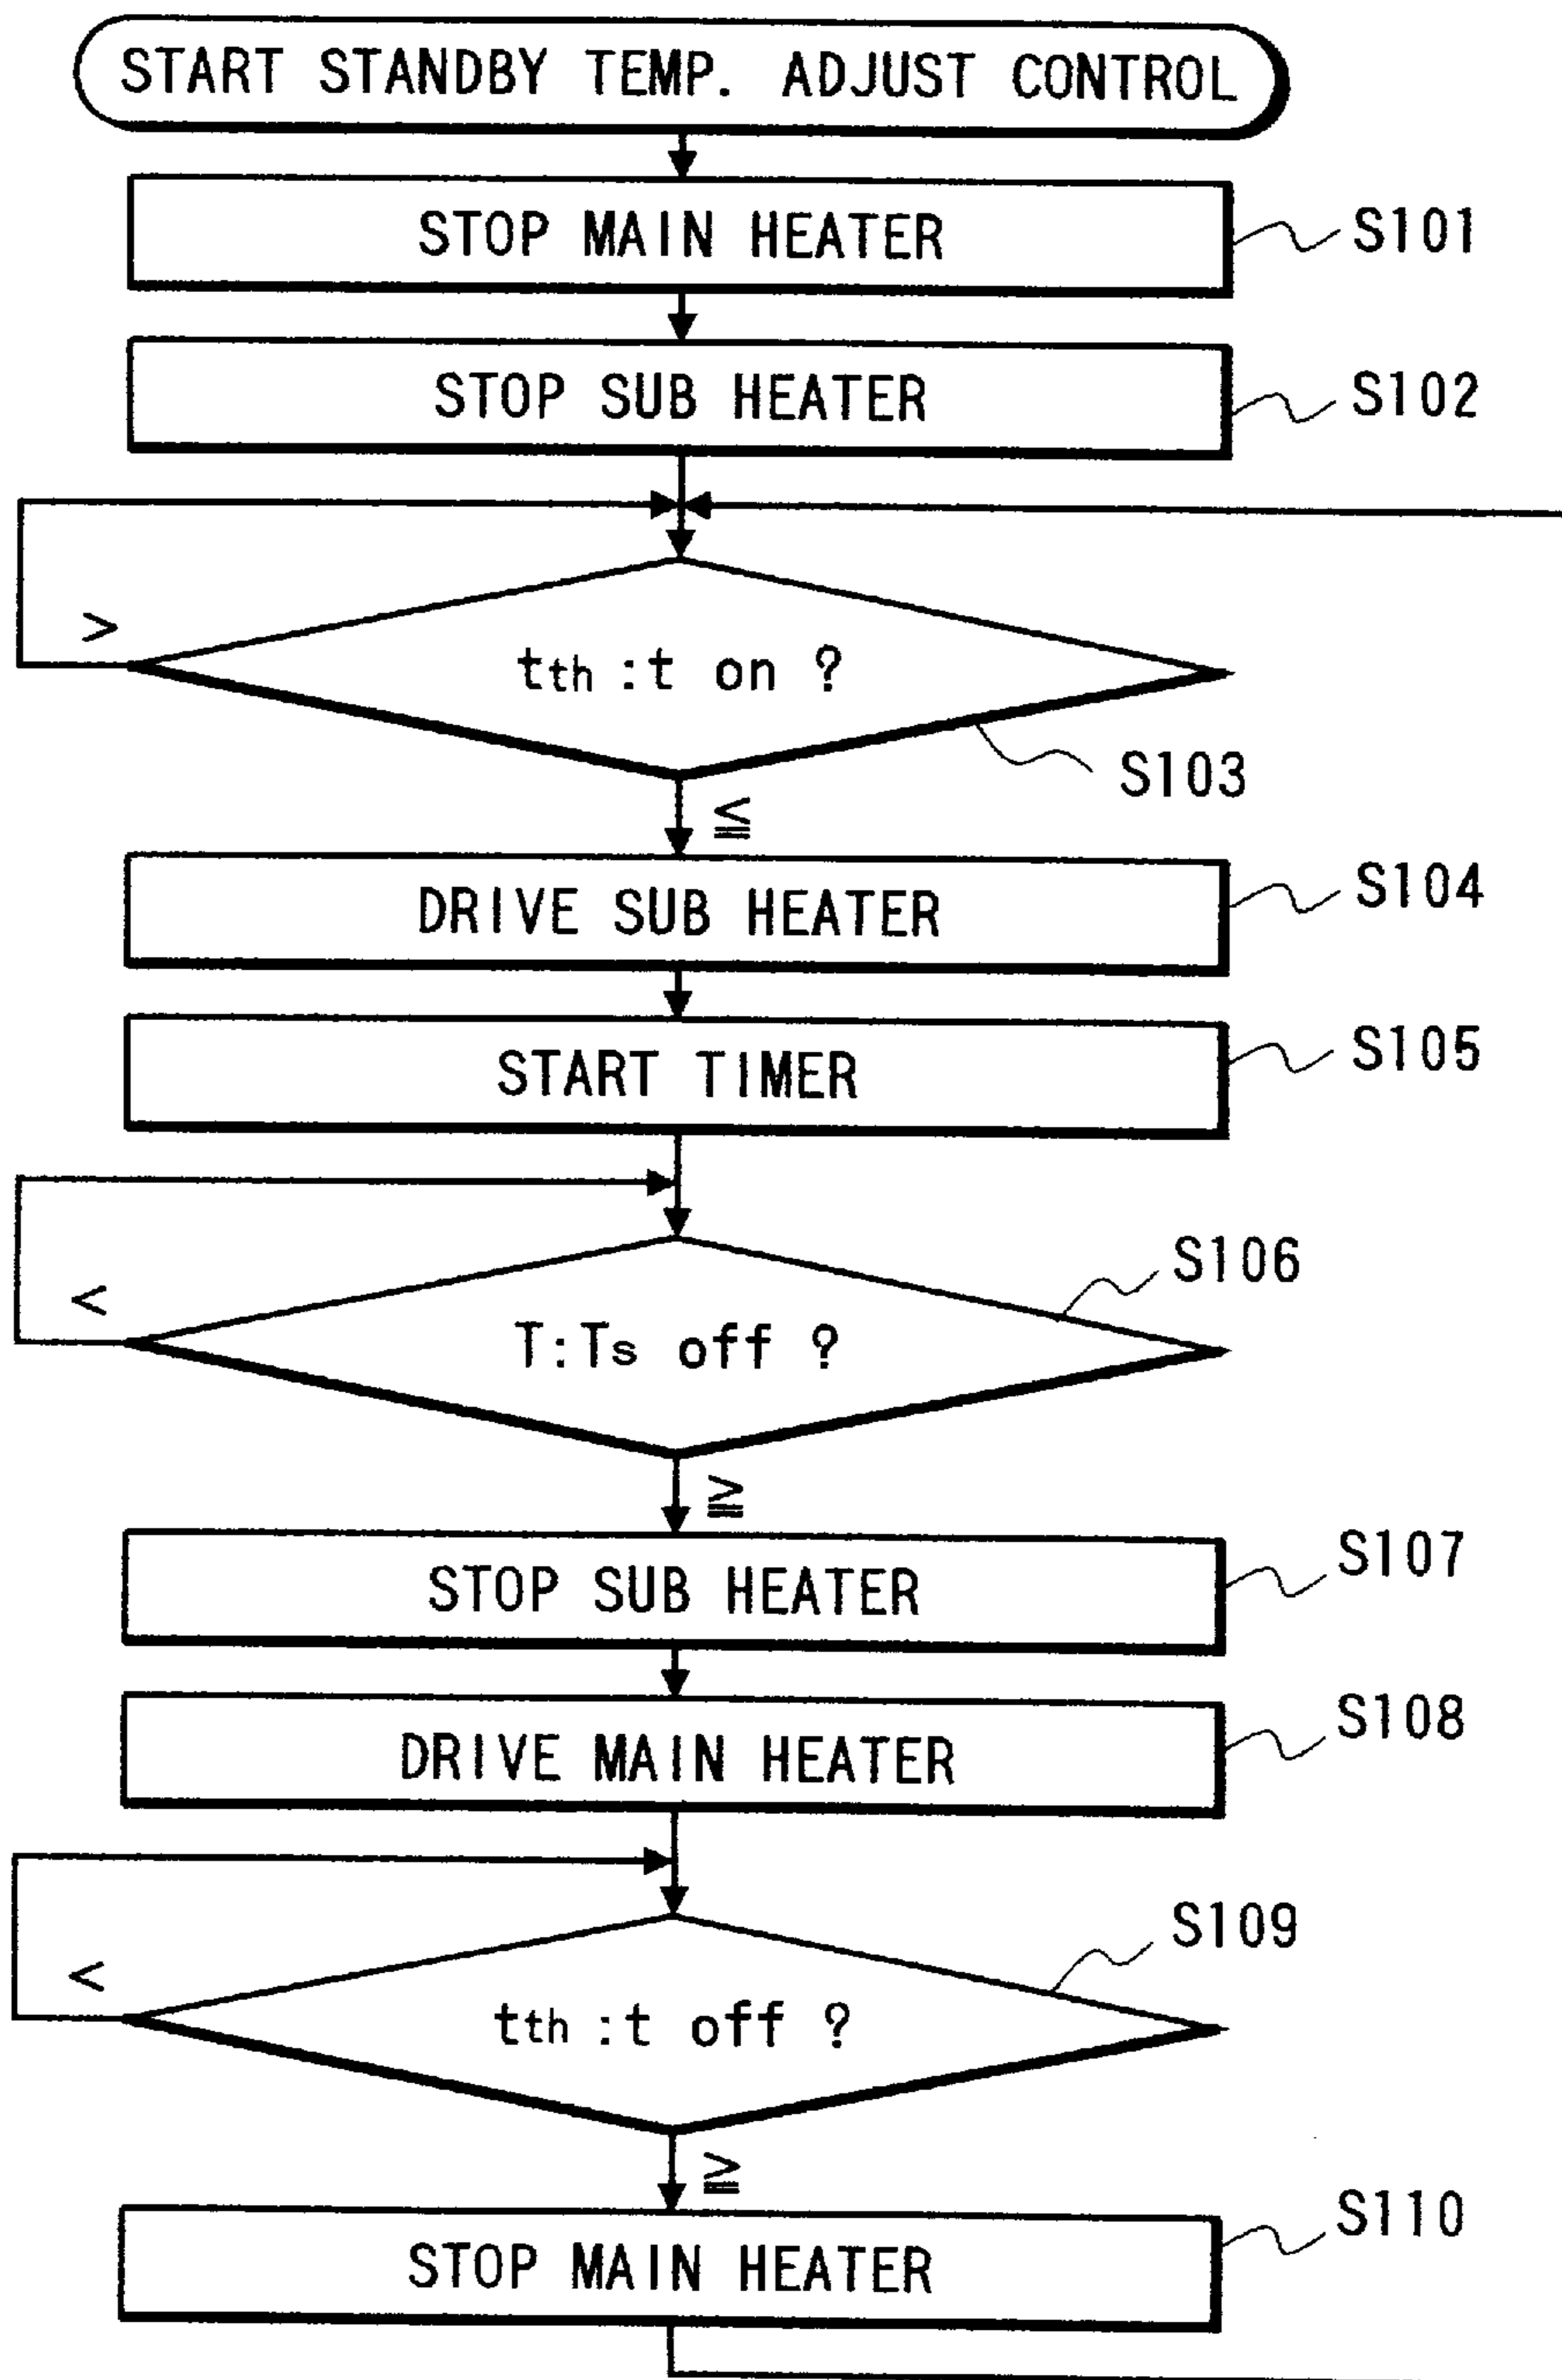 START STANDBY TEMP. ADJUST CONTROL
STOP MAIN HEATER
S101
STOP SUB HEATER
S102
>
tth :t on ?
S103
≦
DRIVE SUB HEATER
S104
START TIMER
S105
S106
<
T:Ts off ?
≧
STOP SUB HEATER
S107
DRIVE MAIN HEATER
S108
S109
<
tth :t off ?
≧
STOP MAIN HEATER
S110